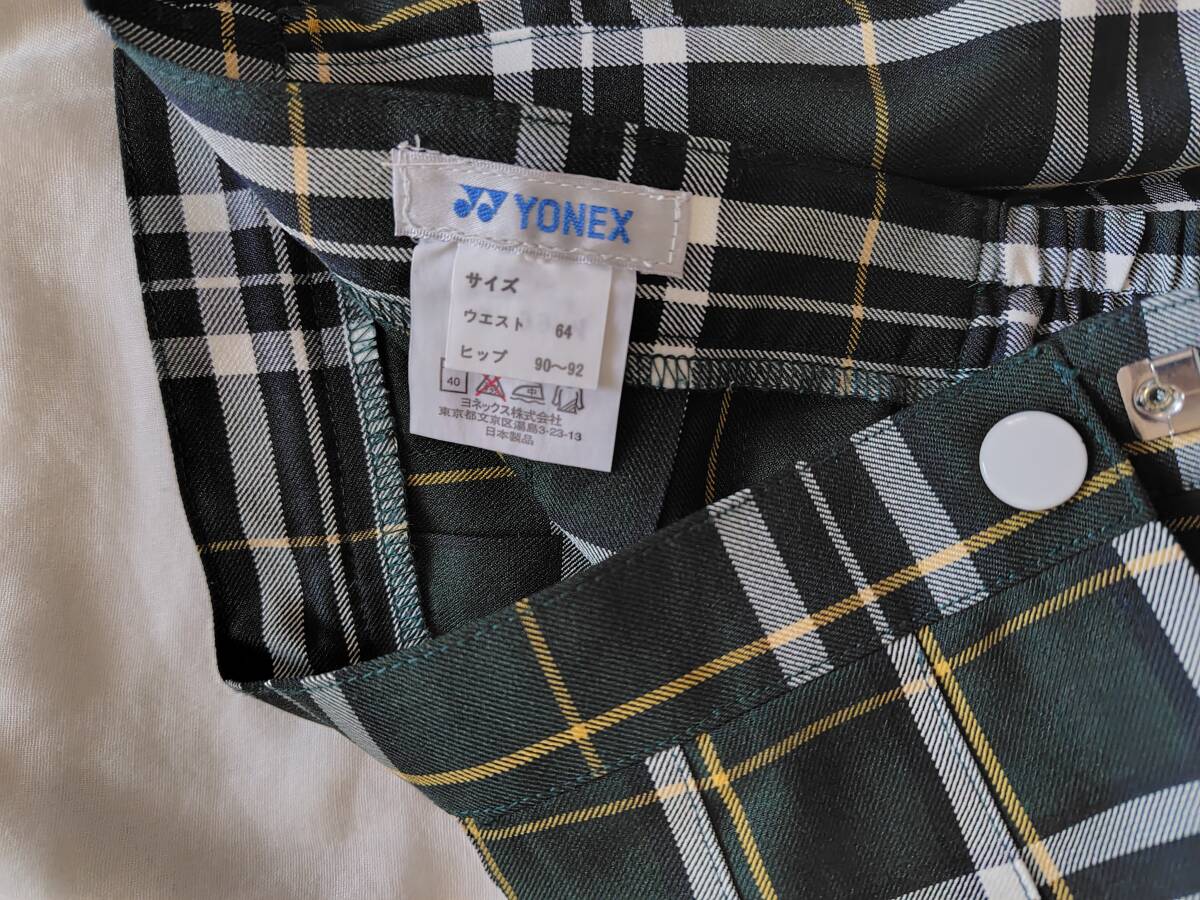 YONEX
サイズ
ウエスト 64
ヒップ 90〜92
40 中
ヨネックス株式会社
東京都文京区湯島3-23-13
日本製品